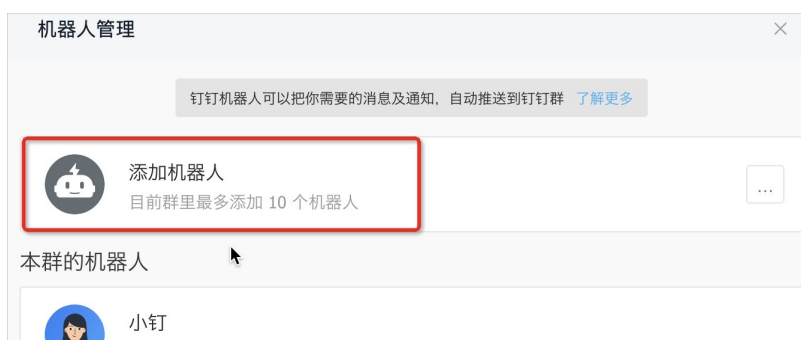 机器人管理
钉钉机器人可以把你需要的消息及通知，自动推送到钉钉群 了解更多
添加机器人
目前群里最多添加 10 个机器人
...
本群的机器人
小钉